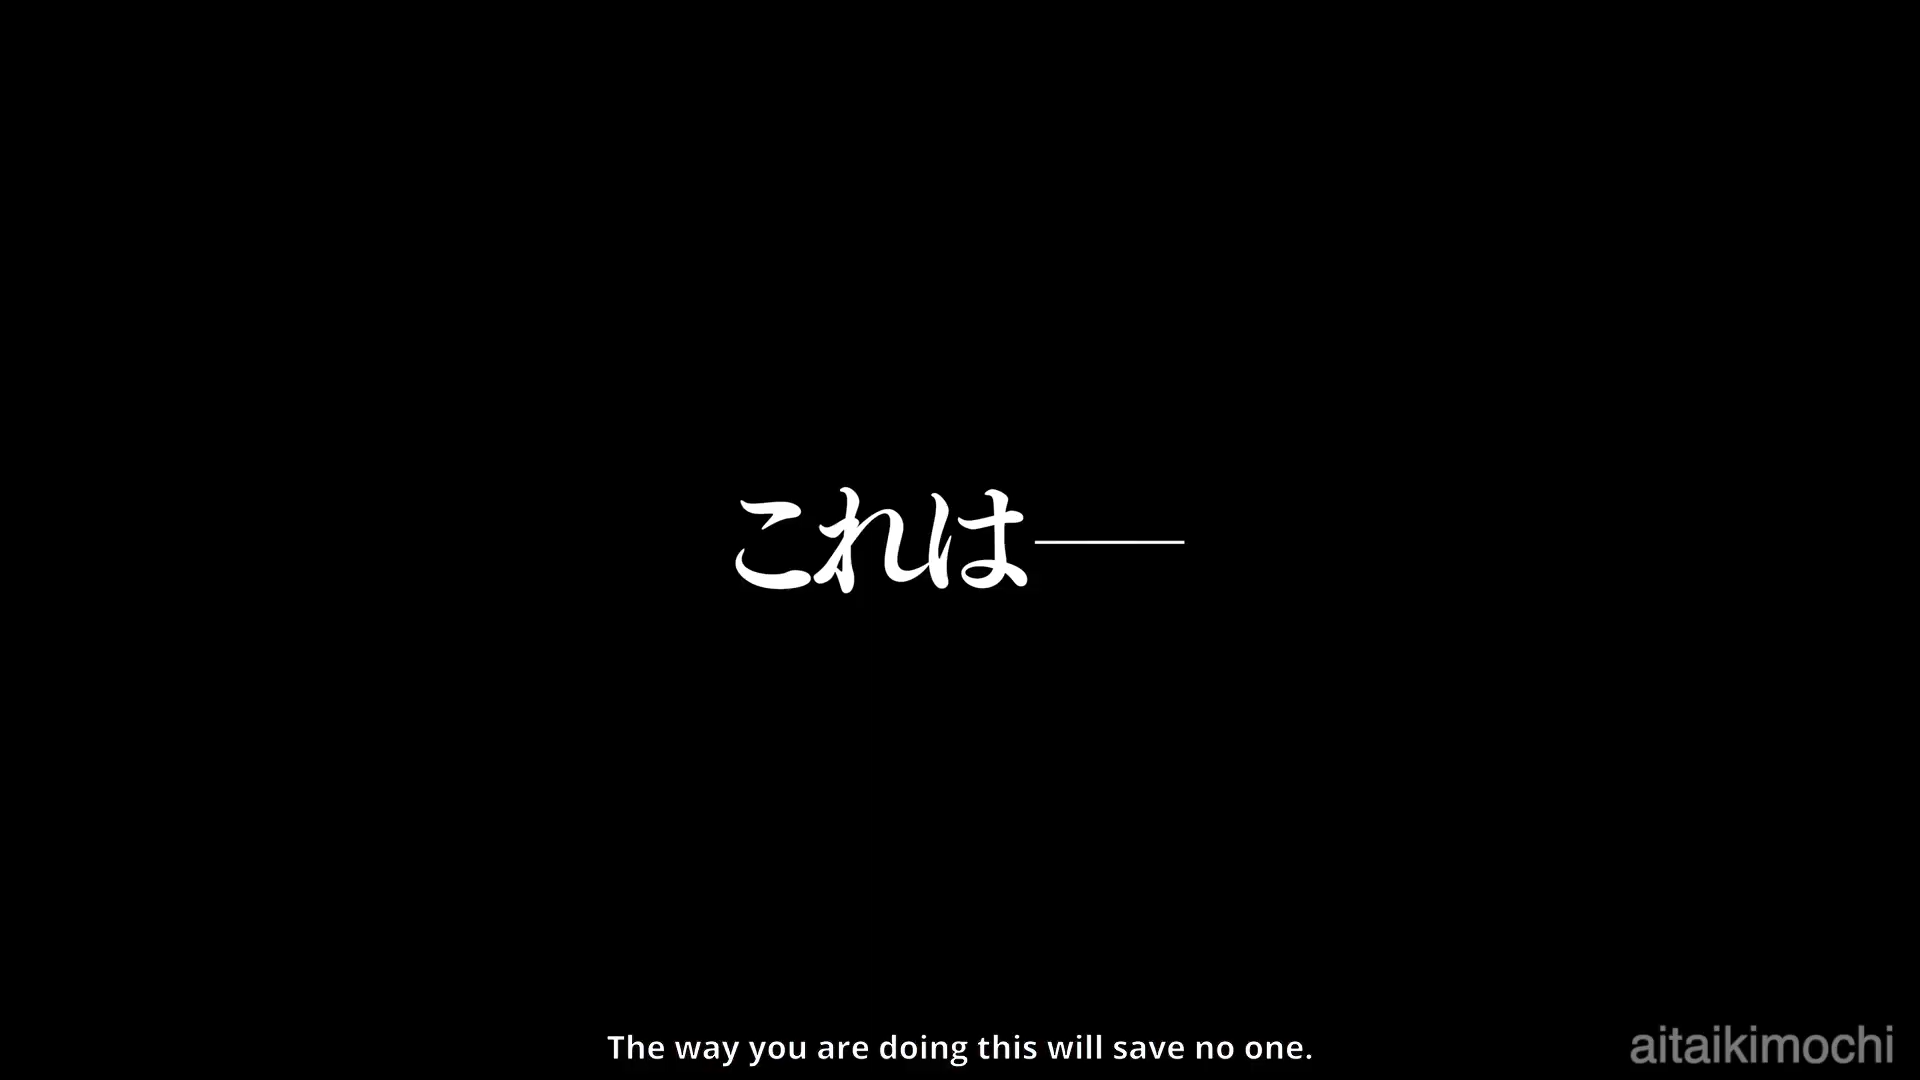 これは――
The way you are doing this will save no one.
aitaikimochi